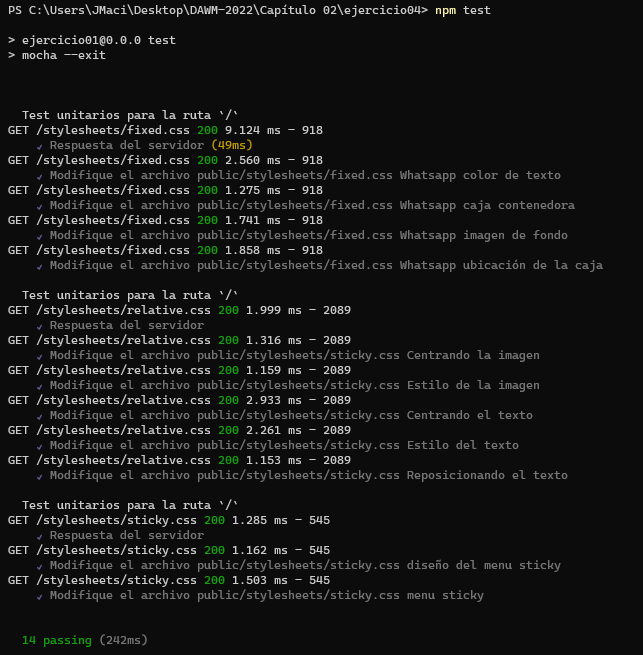 PS C:\Users\JMaci\Desktop\DAWM-2022\Capítulo 02\ejercicio04> npm test
> ejercicio01@0.0.0 test
> mocha --exit
Test unitarios para la ruta `/`
GET /stylesheets/fixed.css 200 9.124 ms - 918
✔ Respuesta del servidor (49ms)
GET /stylesheets/fixed.css 200 2.560 ms - 918
✔ Modifique el archivo public/stylesheets/fixed.css Whatsapp color de texto
GET /stylesheets/fixed.css 200 1.275 ms - 918
✔ Modifique el archivo public/stylesheets/fixed.css Whatsapp caja contenedora
GET /stylesheets/fixed.css 200 1.741 ms - 918
✔ Modifique el archivo public/stylesheets/fixed.css Whatsapp imagen de fondo
GET /stylesheets/fixed.css 200 1.858 ms - 918
✔ Modifique el archivo public/stylesheets/fixed.css Whatsapp ubicación de la caja
Test unitarios para la ruta `/`
GET /stylesheets/relative.css 200 1.999 ms - 2089
✔ Respuesta del servidor
GET /stylesheets/relative.css 200 1.316 ms - 2089
✔ Modifique el archivo public/stylesheets/sticky.css Centrando la imagen
GET /stylesheets/relative.css 200 1.159 ms - 2089
✔ Modifique el archivo public/stylesheets/sticky.css Estilo de la imagen
GET /stylesheets/relative.css 200 2.933 ms - 2089
✔ Modifique el archivo public/stylesheets/sticky.css Centrando el texto
GET /stylesheets/relative.css 200 2.261 ms - 2089
✔ Modifique el archivo public/stylesheets/sticky.css Estilo del texto
GET /stylesheets/relative.css 200 1.153 ms - 2089
✔ Modifique el archivo public/stylesheets/sticky.css Reposicionando el texto
Test unitarios para la ruta `/`
GET /stylesheets/sticky.css 200 1.285 ms - 545
✔ Respuesta del servidor
GET /stylesheets/sticky.css 200 1.162 ms - 545
✔ Modifique el archivo public/stylesheets/sticky.css diseño del menu sticky
GET /stylesheets/sticky.css 200 1.503 ms - 545
✔ Modifique el archivo public/stylesheets/sticky.css menu sticky
14 passing (242ms)